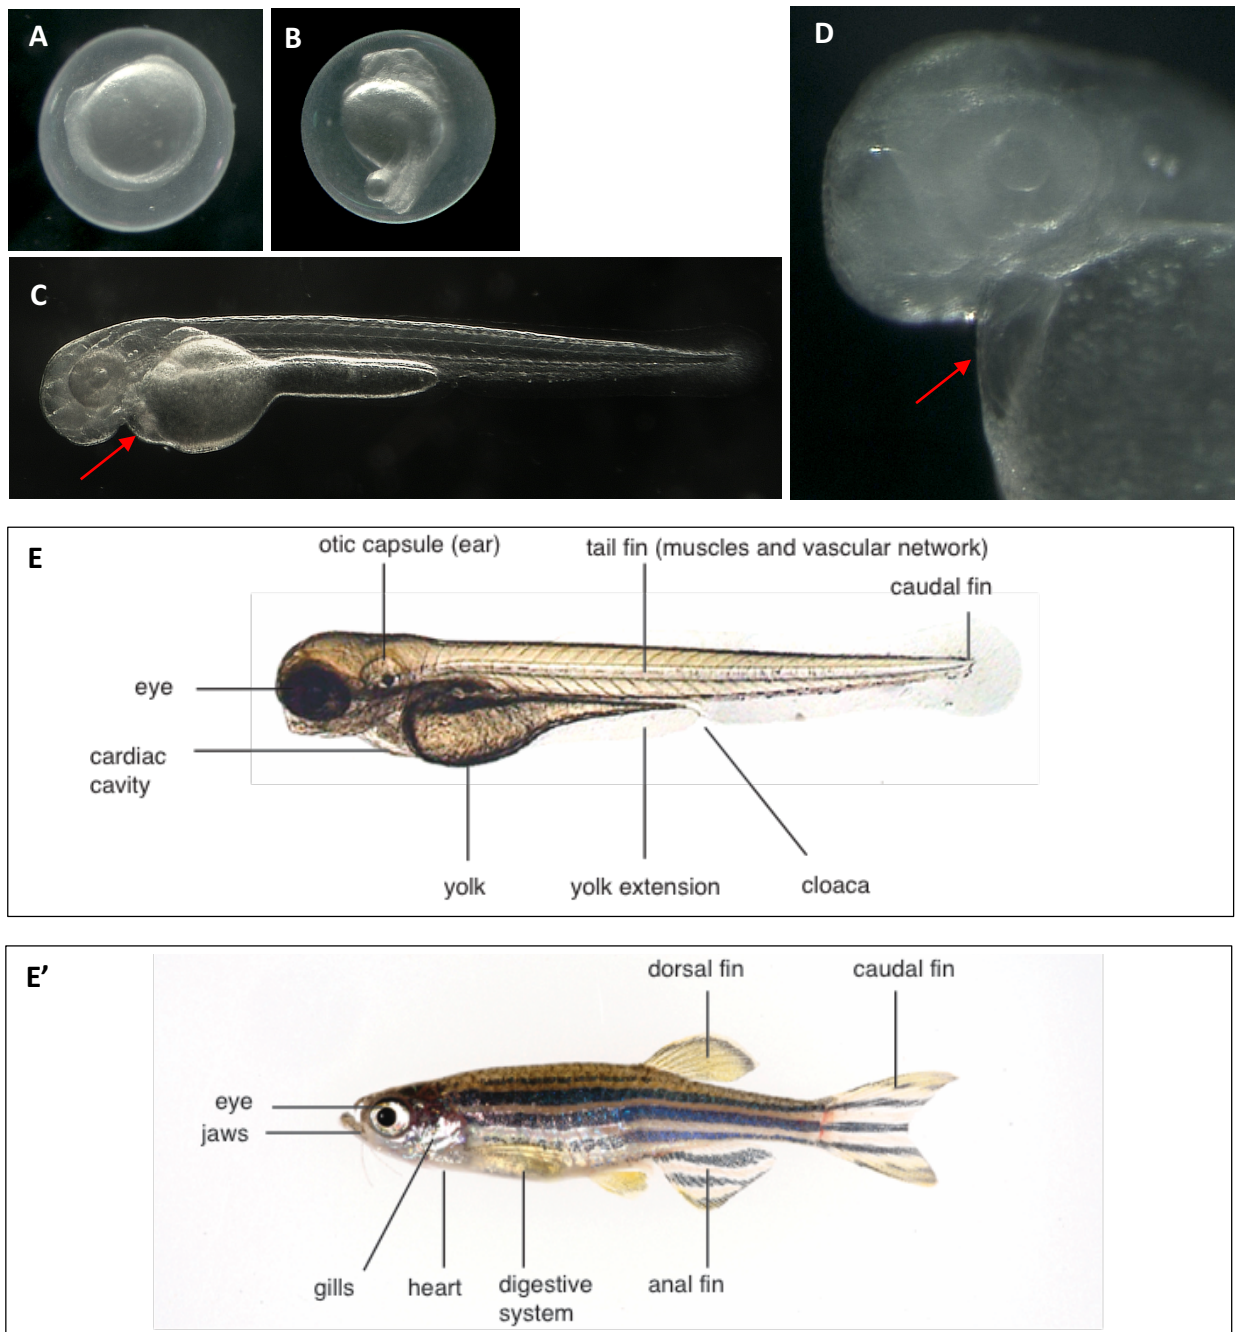 A
B
D
C
E
otic capsule (ear)
tail fin (muscles and vascular network)
caudal fin
eye
cardiac
cavity
yolk
yolk extension
cloaca
E’
dorsal fin
caudal fin
eye
jaws
gills
heart
digestive
system
anal fin